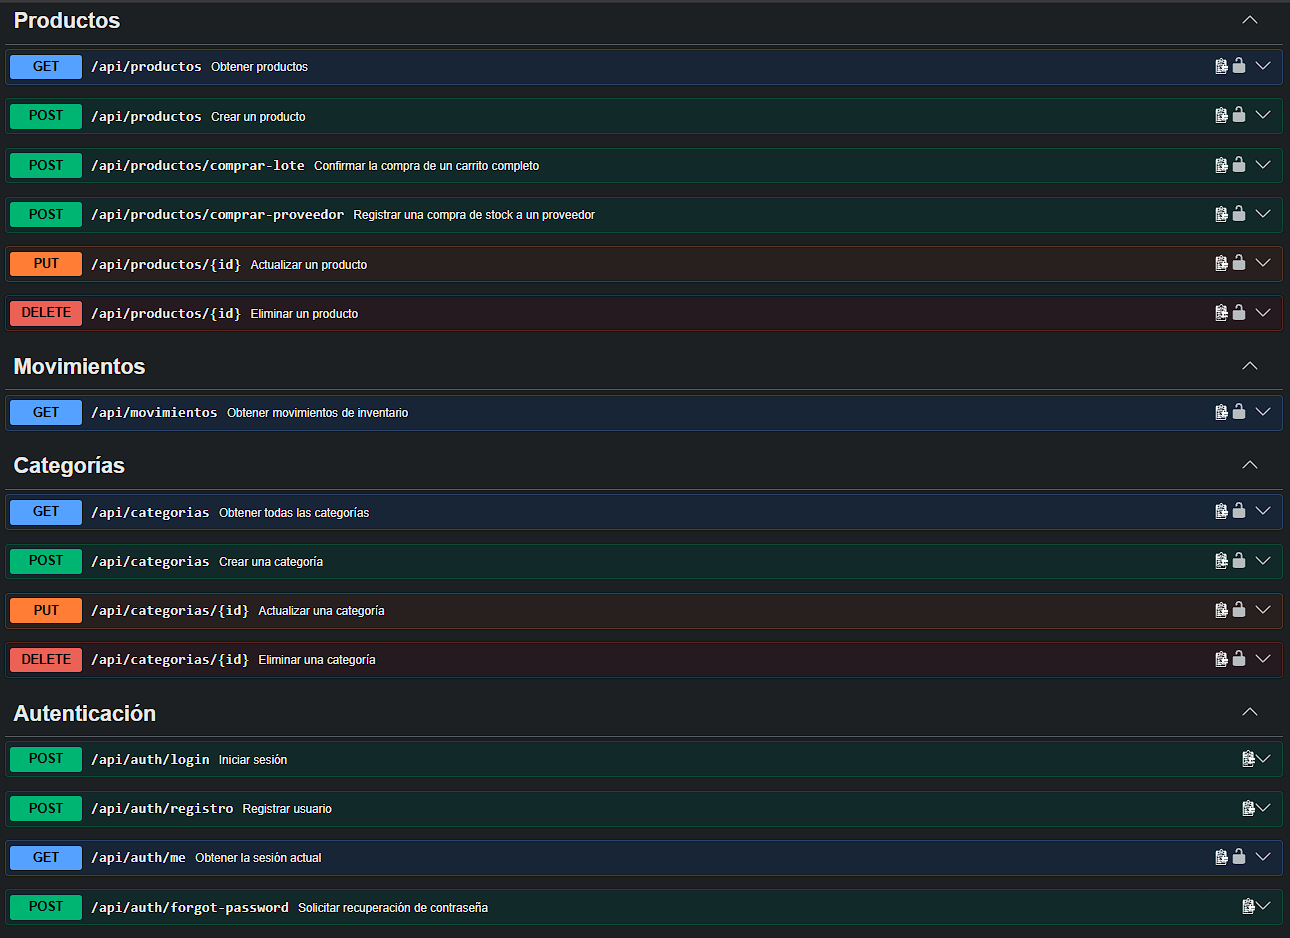 Productos
GET /api/productos Obtener productos
POST /api/productos Crear un producto
POST /api/productos/comprar-lote Confirmar la compra de un carrito completo
POST /api/productos/comprar-proveedor Registrar una compra de stock a un proveedor
PUT /api/productos/{id} Actualizar un producto
DELETE /api/productos/{id} Eliminar un producto
Movimientos
GET /api/movimientos Obtener movimientos de inventario
Categorías
GET /api/categorias Obtener todas las categorías
POST /api/categorias Crear una categoría
PUT /api/categorias/{id} Actualizar una categoría
DELETE /api/categorias/{id} Eliminar una categoría
Autenticación
POST /api/auth/login Iniciar sesión
POST /api/auth/registro Registrar usuario
GET /api/auth/me Obtener la sesión actual
POST /api/auth/forgot-password Solicitar recuperación de contraseña